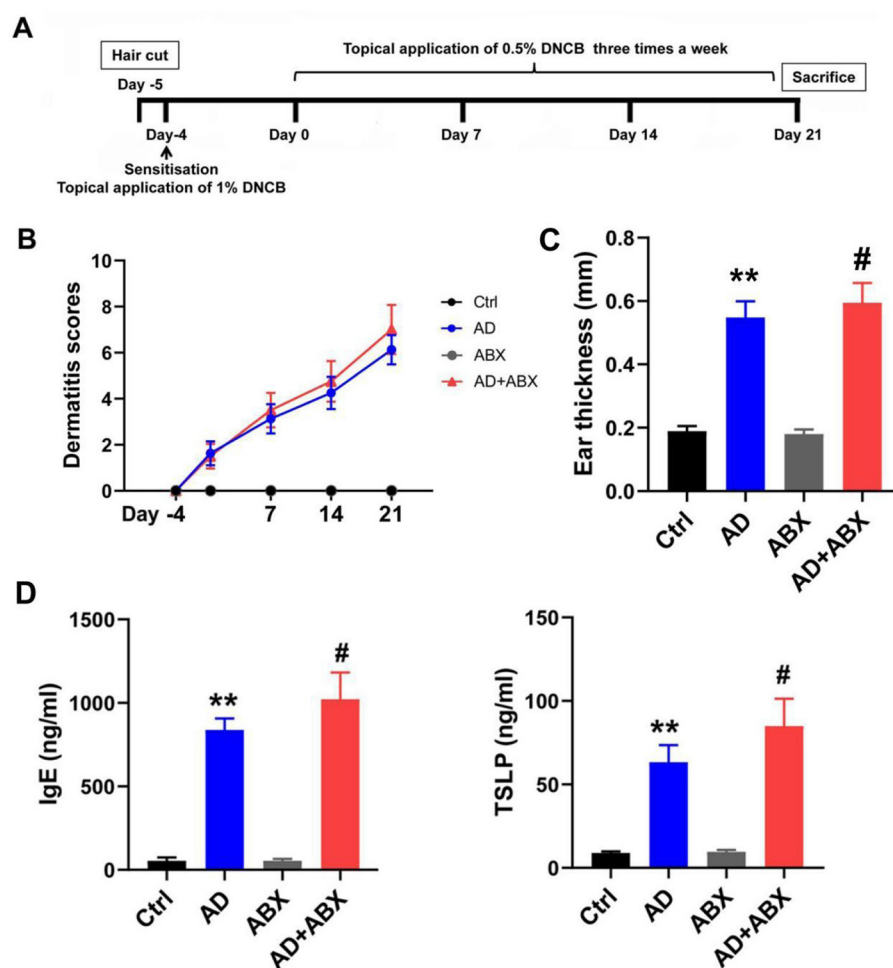 A
Hair cut
Topical application of 0.5% DNCB three times a week
Sacrifice
Day -5
Day-4
Day 0
Day 7
Day 14
Day 21
Sensitisation
Topical application of 1% DNCB
B
Dermatitis scores
10
8
6
4
2
0
Day -4
7
14
21
Ctrl
AD
ABX
AD+ABX
C
Ear thickness (mm)
0.8
0.6
0.4
0.2
0.0
**
#
Ctrl
AD
ABX
AD+ABX
D
IgE (ng/ml)
1500
1000
500
0
**
#
Ctrl
AD
ABX
AD+ABX
TSLP (ng/ml)
150
100
50
0
**
#
Ctrl
AD
ABX
AD+ABX